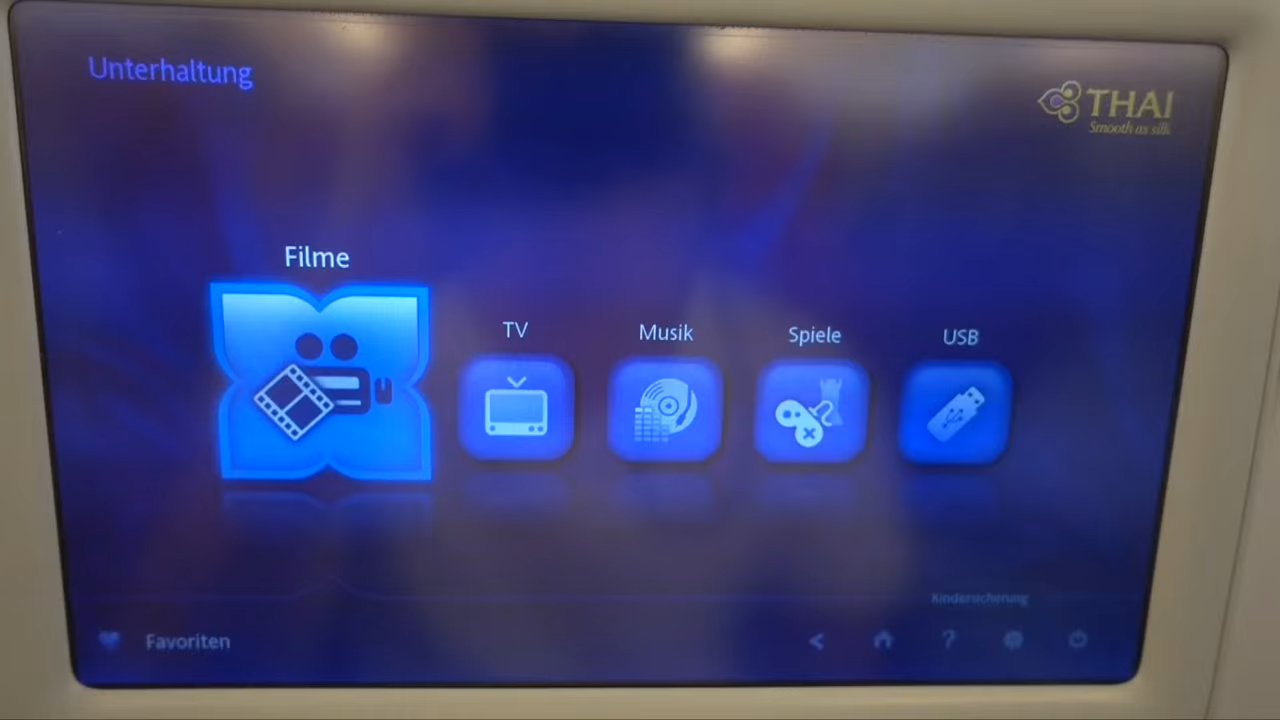 Unterhaltung
THAI
Smooth as silk
Filme
TV
Musik
Spiele
USB
Kindersicherung
Favoriten